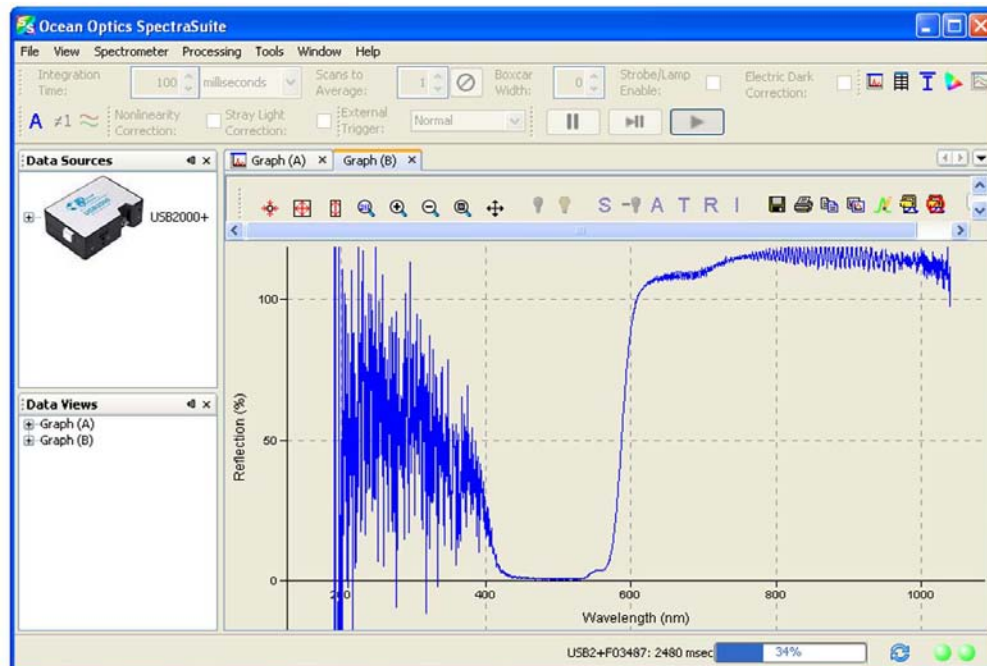 Ocean Optics SpectraSuite
File View Spectrometer Processing Tools Window Help
Integration Time: 100 milliseconds
Scans to Average: 1
Boxcar Width: 0
Strobe/Lamp Enable:
Electric Dark Correction:
A ≠1
Nonlinearity Correction:
Stray Light Correction:
External Trigger: Normal
Data Sources
USB2000+
Graph (A) Graph (B)
S A T R I
Data Views
Graph (A)
Graph (B)
Reflection (%)
100
50
0
200 400 600 800 1000
Wavelength (nm)
USB2+F03487: 2480 msec 34%